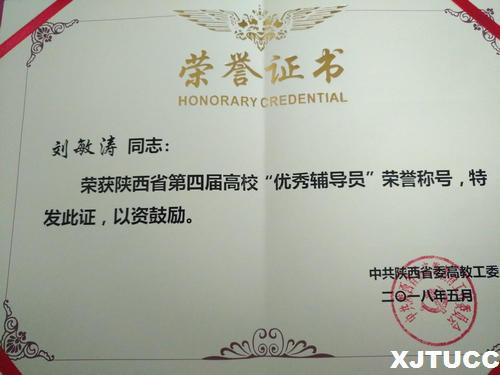 荣誉证书
HONORARY CREDENTIAL
刘敏涛 同志：
荣获陕西省第四届高校“优秀辅导员”荣誉称号，特
发此证，以资鼓励。
中共陕西省委高教工委
二〇一八年五月
XJTUCC